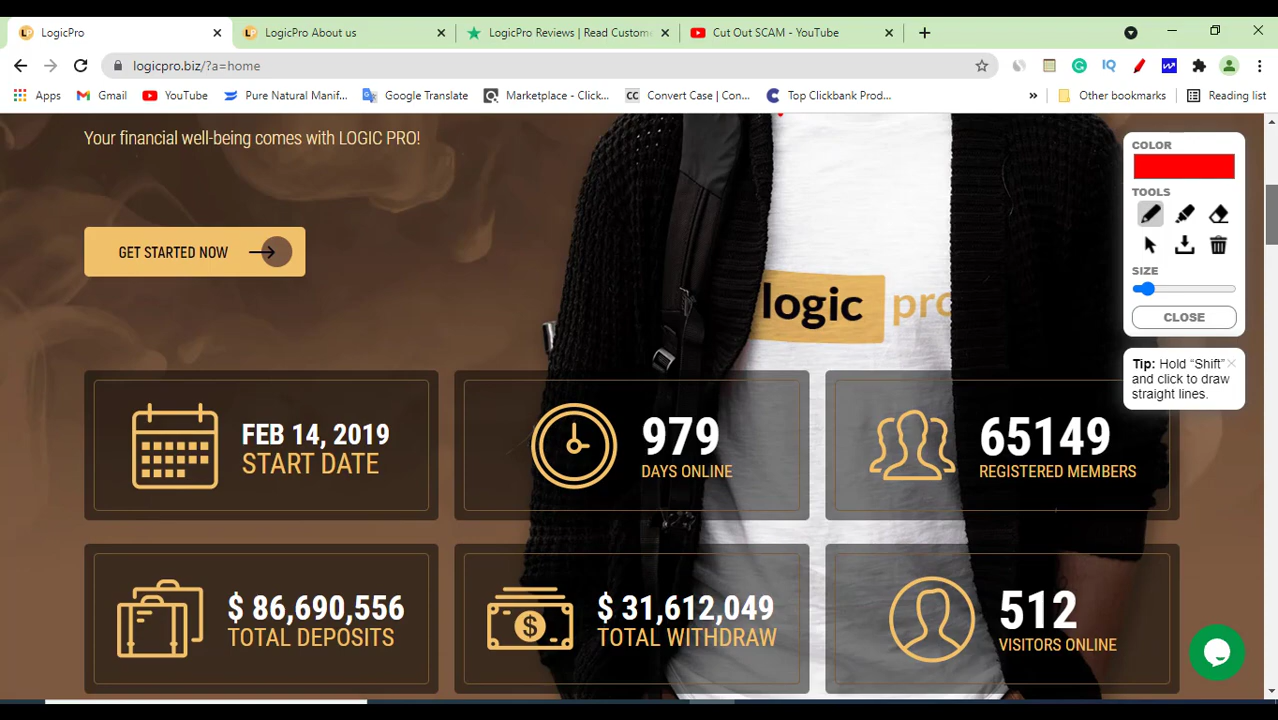 LogicPro
LogicPro About us
LogicPro Reviews | Read Custome
Cut Out SCAM - YouTube
logicpro.biz/?a=home
Apps
Gmail
YouTube
Pure Natural Manif...
Google Translate
Marketplace - Click...
CC
Convert Case | Con...
Top Clickbank Prod...
»
Other bookmarks
Reading list
Your financial well-being comes with LOGIC PRO!
GET STARTED NOW
logic pro
FEB 14, 2019
START DATE
979
DAYS ONLINE
65149
REGISTERED MEMBERS
$ 86,690,556
TOTAL DEPOSITS
$ 31,612,049
TOTAL WITHDRAW
512
VISITORS ONLINE
COLOR
TOOLS
SIZE
CLOSE
Tip: Hold “Shift”
and click to draw
straight lines.